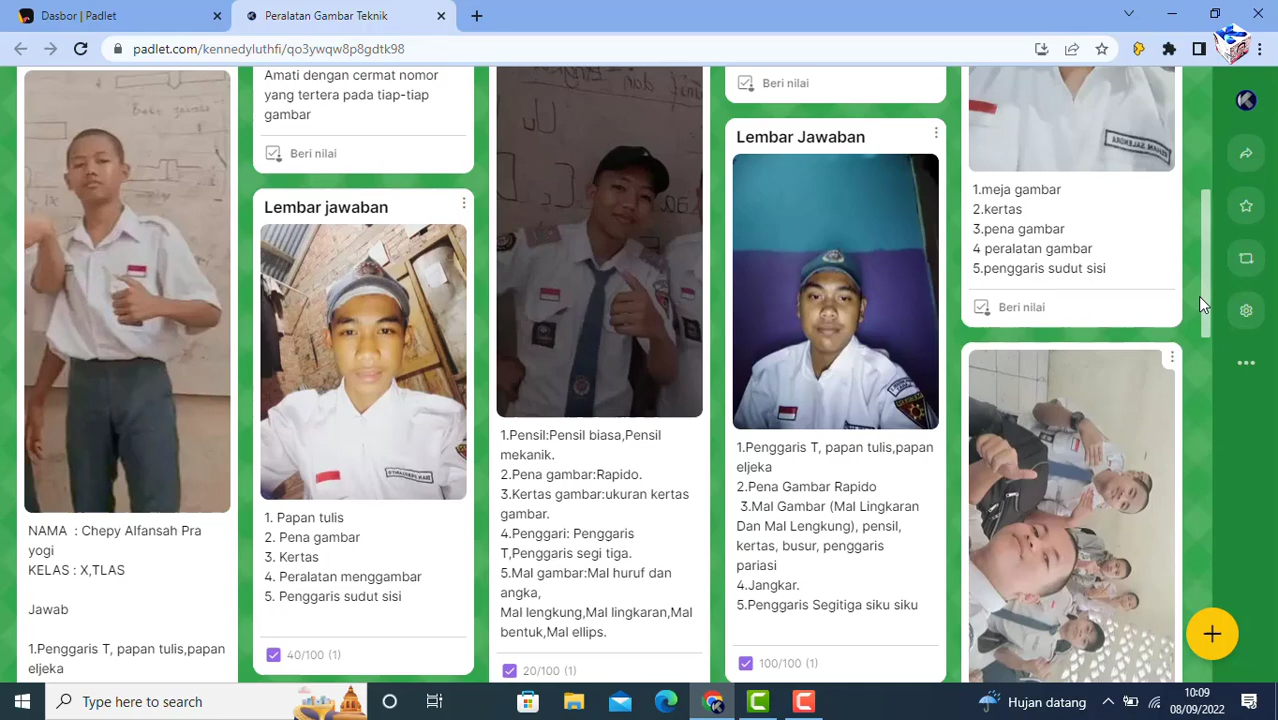 Dasbor | Padlet
Peralatan Gambar Teknik
padlet.com/kennedyluthfi/qo3ywqw8p8gdtk98
NAMA : Chepy Alfansah Pra
yogi
KELAS : X,TLAS
Jawab
1.Penggaris T, papan tulis,papan
eljeka
Amati dengan cermat nomor
yang tertera pada tiap-tiap
gambar
Beri nilai
Lembar jawaban
1. Papan tulis
2. Pena gambar
3. Kertas
4. Peralatan menggambar
5. Penggaris sudut sisi
40/100 (1)
1.Pensil:Pensil biasa,Pensil
mekanik.
2.Pena gambar:Rapido.
3.Kertas gambar:ukuran kertas
gambar.
4.Penggari: Penggaris
T,Penggaris segi tiga.
5.Mal gambar:Mal huruf dan
angka,
Mal lengkung,Mal lingkaran,Mal
bentuk,Mal ellips.
20/100 (1)
Beri nilai
Lembar Jawaban
1.Penggaris T, papan tulis,papan
eljeka
2.Pena Gambar Rapido
3.Mal Gambar (Mal Lingkaran
Dan Mal Lengkung), pensil,
kertas, busur, penggaris
pariasi
4.Jangkar.
5.Penggaris Segitiga siku siku
100/100 (1)
1.meja gambar
2.kertas
3.pena gambar
4 peralatan gambar
5.penggaris sudut sisi
Beri nilai
Type here to search
Hujan datang
10:09
08/09/2022